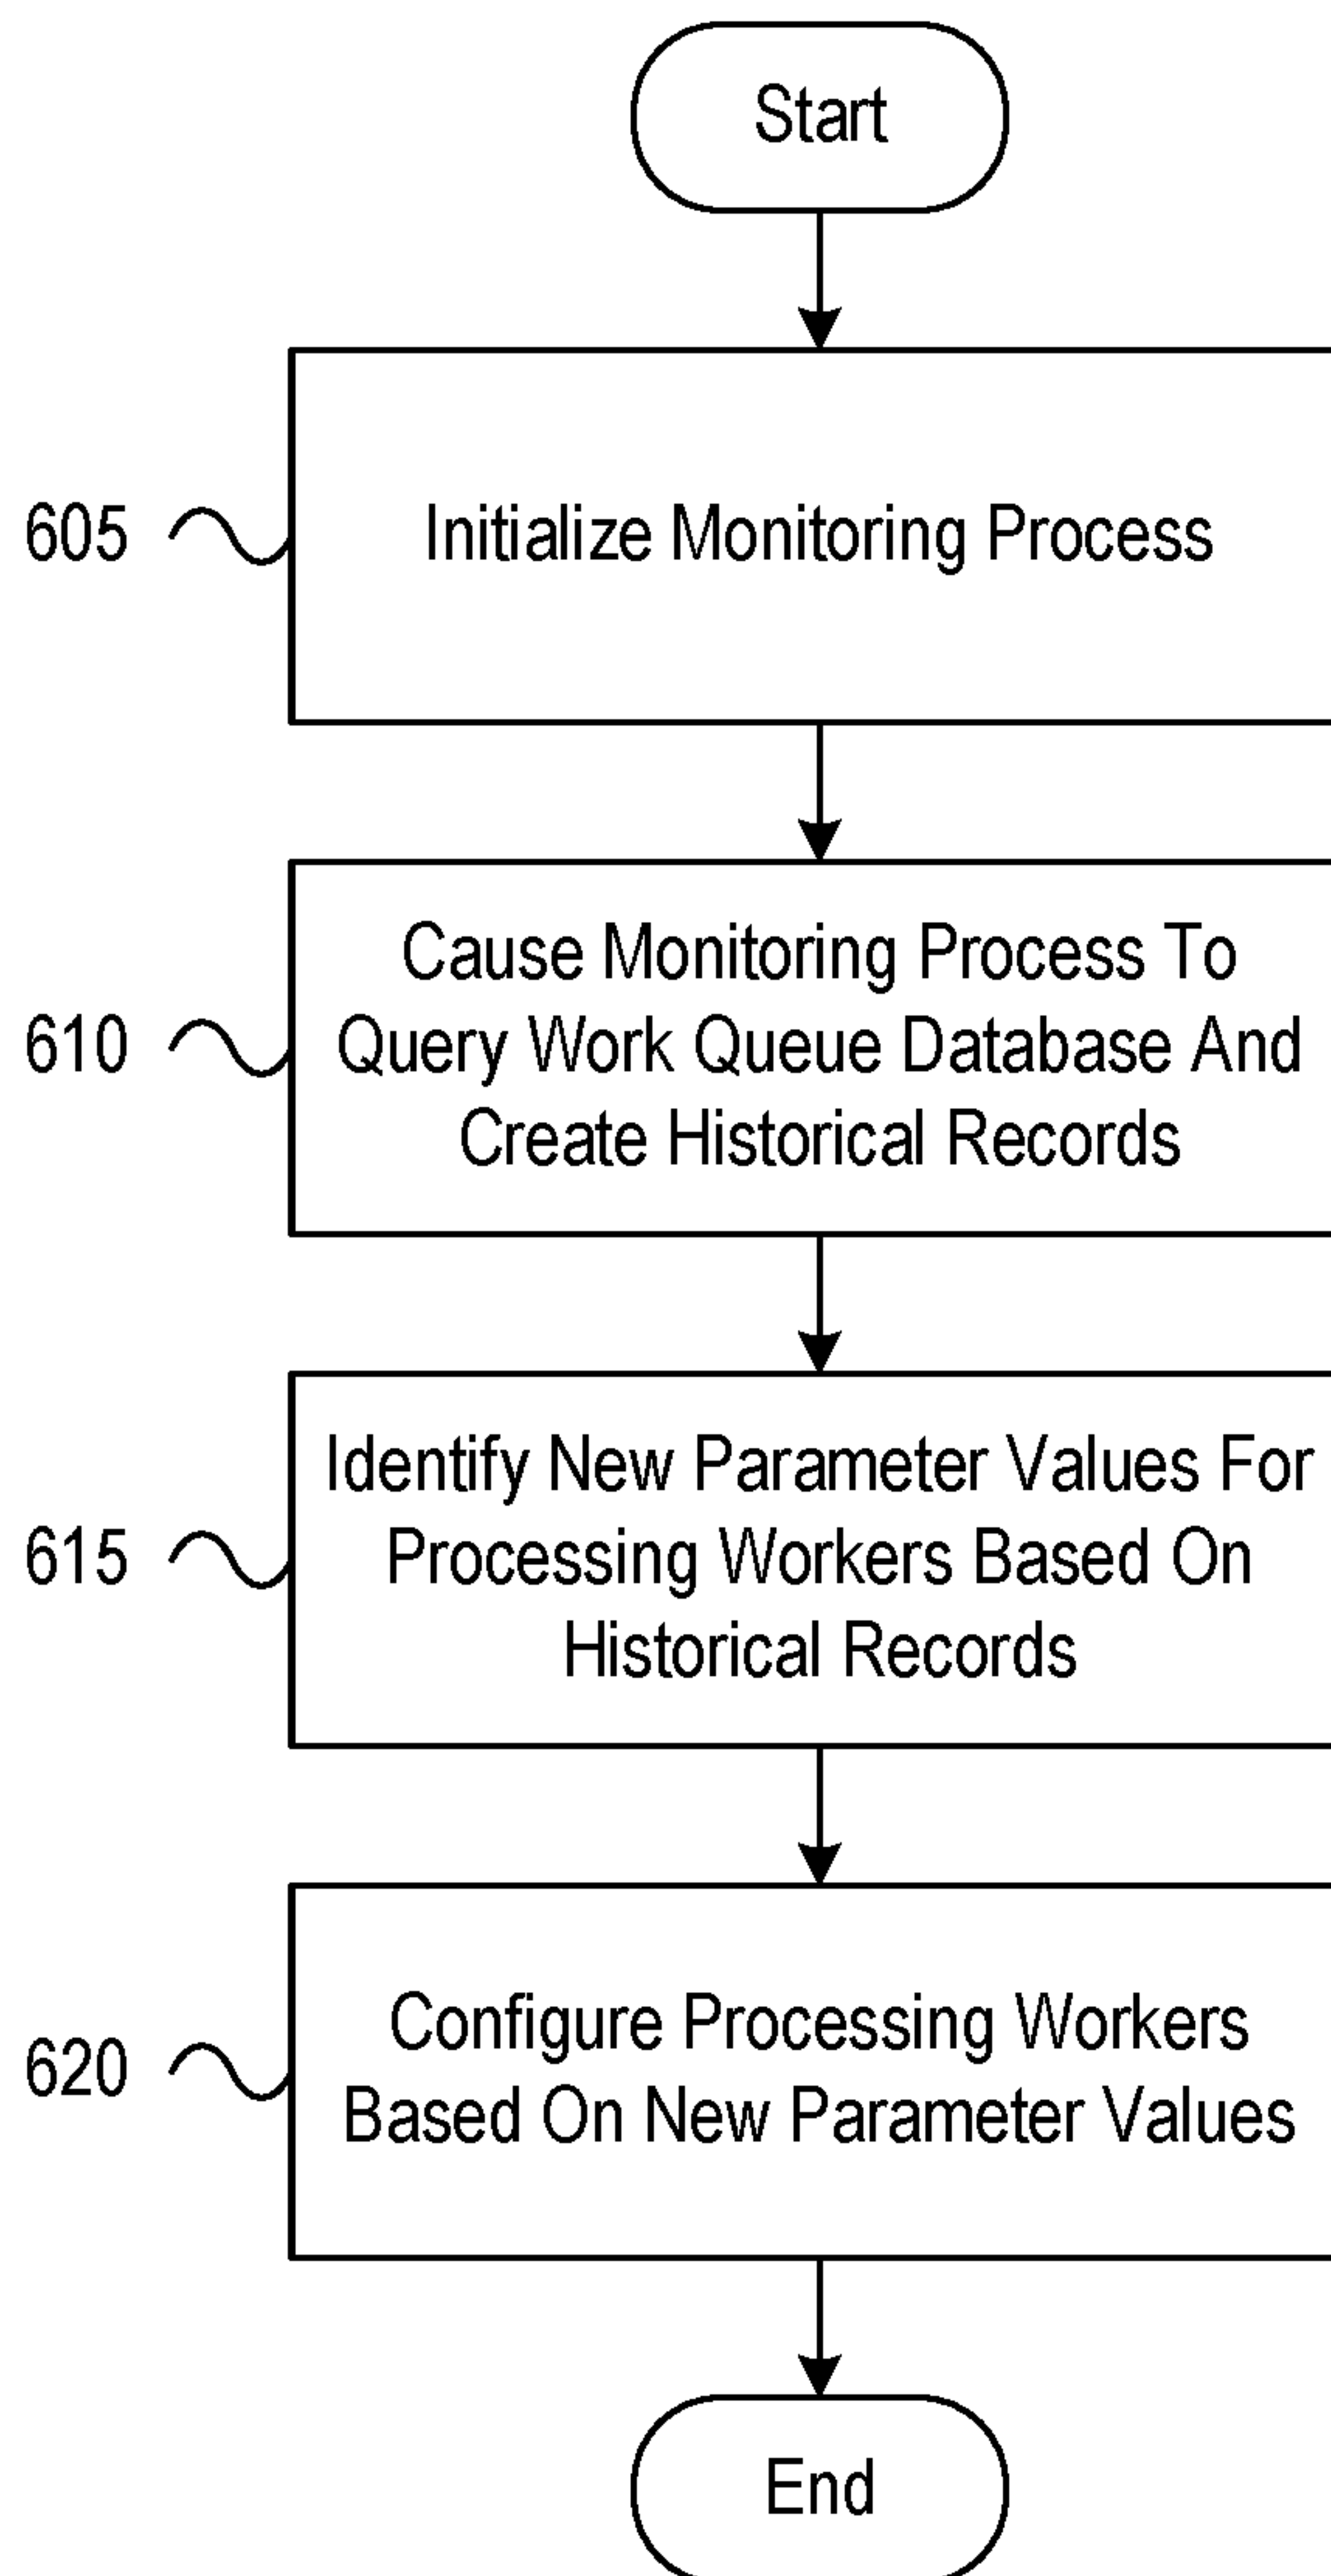 Start
605
Initialize Monitoring Process
610
Cause Monitoring Process To
Query Work Queue Database And
Create Historical Records
615
Identify New Parameter Values For
Processing Workers Based On
Historical Records
620
Configure Processing Workers
Based On New Parameter Values
End